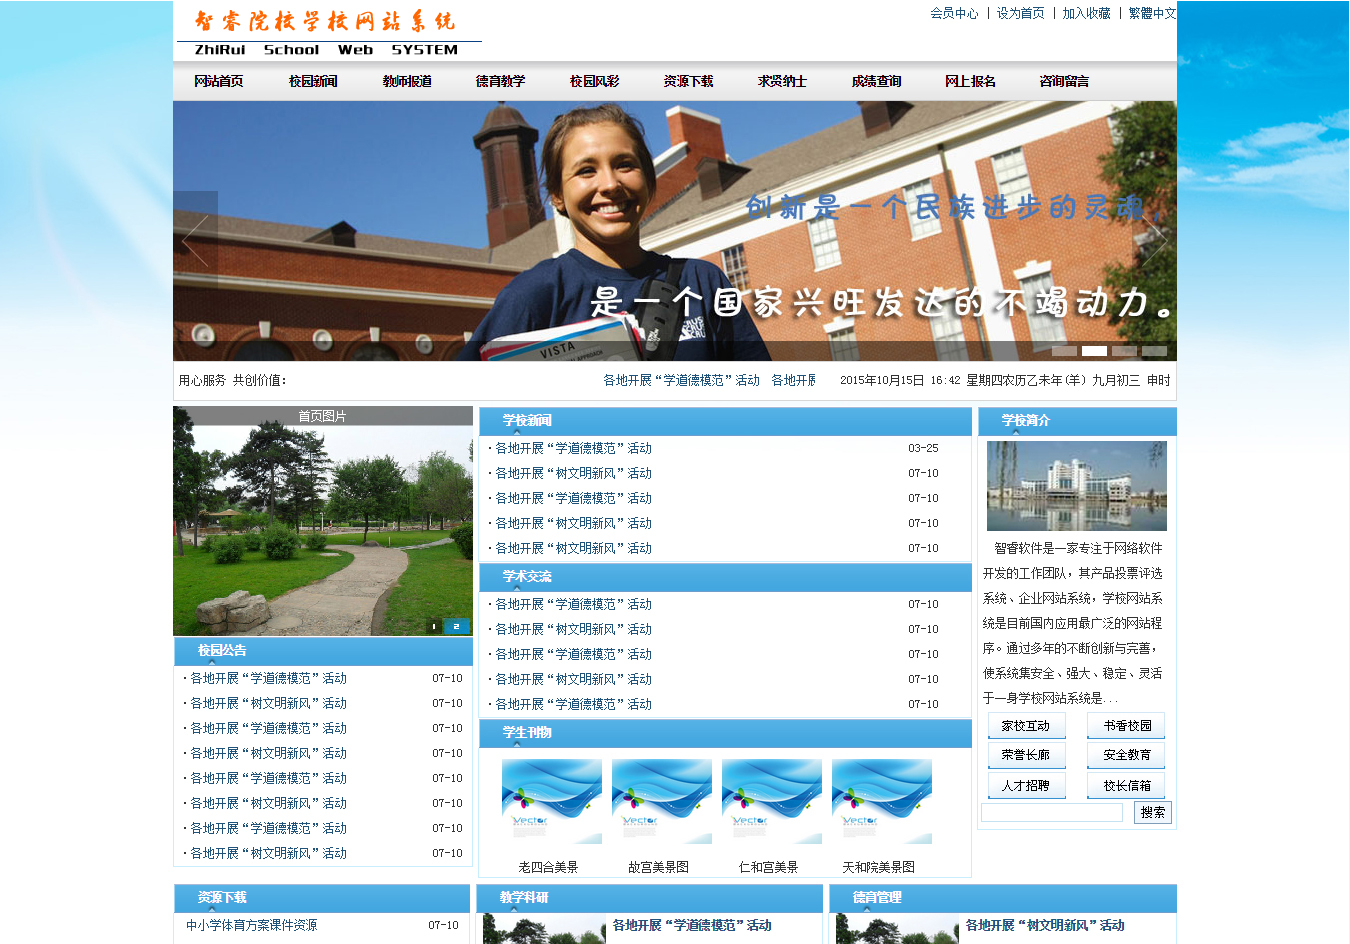 智睿院校学校网站系统
ZhiRui School Web SYSTEM
会员中心 | 设为首页 | 加入收藏 | 繁體中文
网站首页 校园新闻 教师报道 德育教学 校园风彩 资源下载 求贤纳士 成绩查询 网上报名 咨询留言
创新是一个民族进步的灵魂，
是一个国家兴旺发达的不竭动力。
VISTA
用心服务 共创价值:
各地开展“学道德模范”活动 各地开展
2015年10月15日 16:42 星期四农历乙未年(羊) 九月初三 申时
首页图片
1 2
校园公告
·各地开展“学道德模范”活动 07-10
·各地开展“树文明新风”活动 07-10
·各地开展“学道德模范”活动 07-10
·各地开展“树文明新风”活动 07-10
·各地开展“学道德模范”活动 07-10
·各地开展“树文明新风”活动 07-10
·各地开展“学道德模范”活动 07-10
·各地开展“树文明新风”活动 07-10
学校新闻
·各地开展“学道德模范”活动 03-25
·各地开展“树文明新风”活动 07-10
·各地开展“学道德模范”活动 07-10
·各地开展“树文明新风”活动 07-10
·各地开展“树文明新风”活动 07-10
学术交流
·各地开展“学道德模范”活动 07-10
·各地开展“树文明新风”活动 07-10
·各地开展“学道德模范”活动 07-10
·各地开展“树文明新风”活动 07-10
·各地开展“学道德模范”活动 07-10
学生刊物
Vector Vector Vector Vector
老四合美景 故宫美景图 仁和宫美景 天和院美景图
学校简介
智睿软件是一家专注于网络软件
开发的工作团队，其产品投票评选
系统、企业网站系统，学校网站系
统是目前国内应用最广泛的网站程
序。通过多年的不断创新与完善，
使系统集安全、强大、稳定、灵活
于一身学校网站系统是...
家校互动 书香校园
荣誉长廊 安全教育
人才招聘 校长信箱
搜索
资源下载
中小学体育方案课件资源 07-10
教学科研
各地开展“学道德模范”活动
德育管理
各地开展“树文明新风”活动